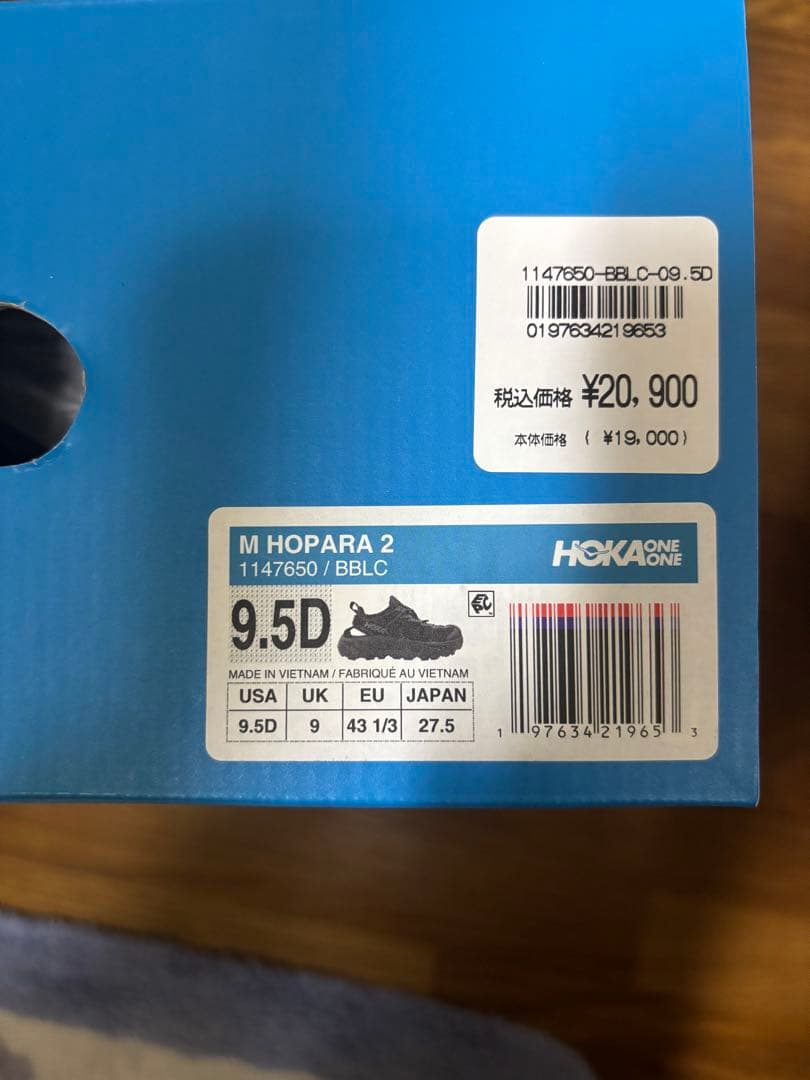 1147650-BBLC-09.5D
0197634219653
税込価格 ¥20,900
本体価格 ( ¥19,000)
M HOPARA 2
1147650 / BBLC
HOKA ONE ONE
9.5D
MADE IN VIETNAM / FABRIQUÉ AU VIETNAM
USA UK EU JAPAN
9.5D 9 43 1/3 27.5
1 97634 21965 3